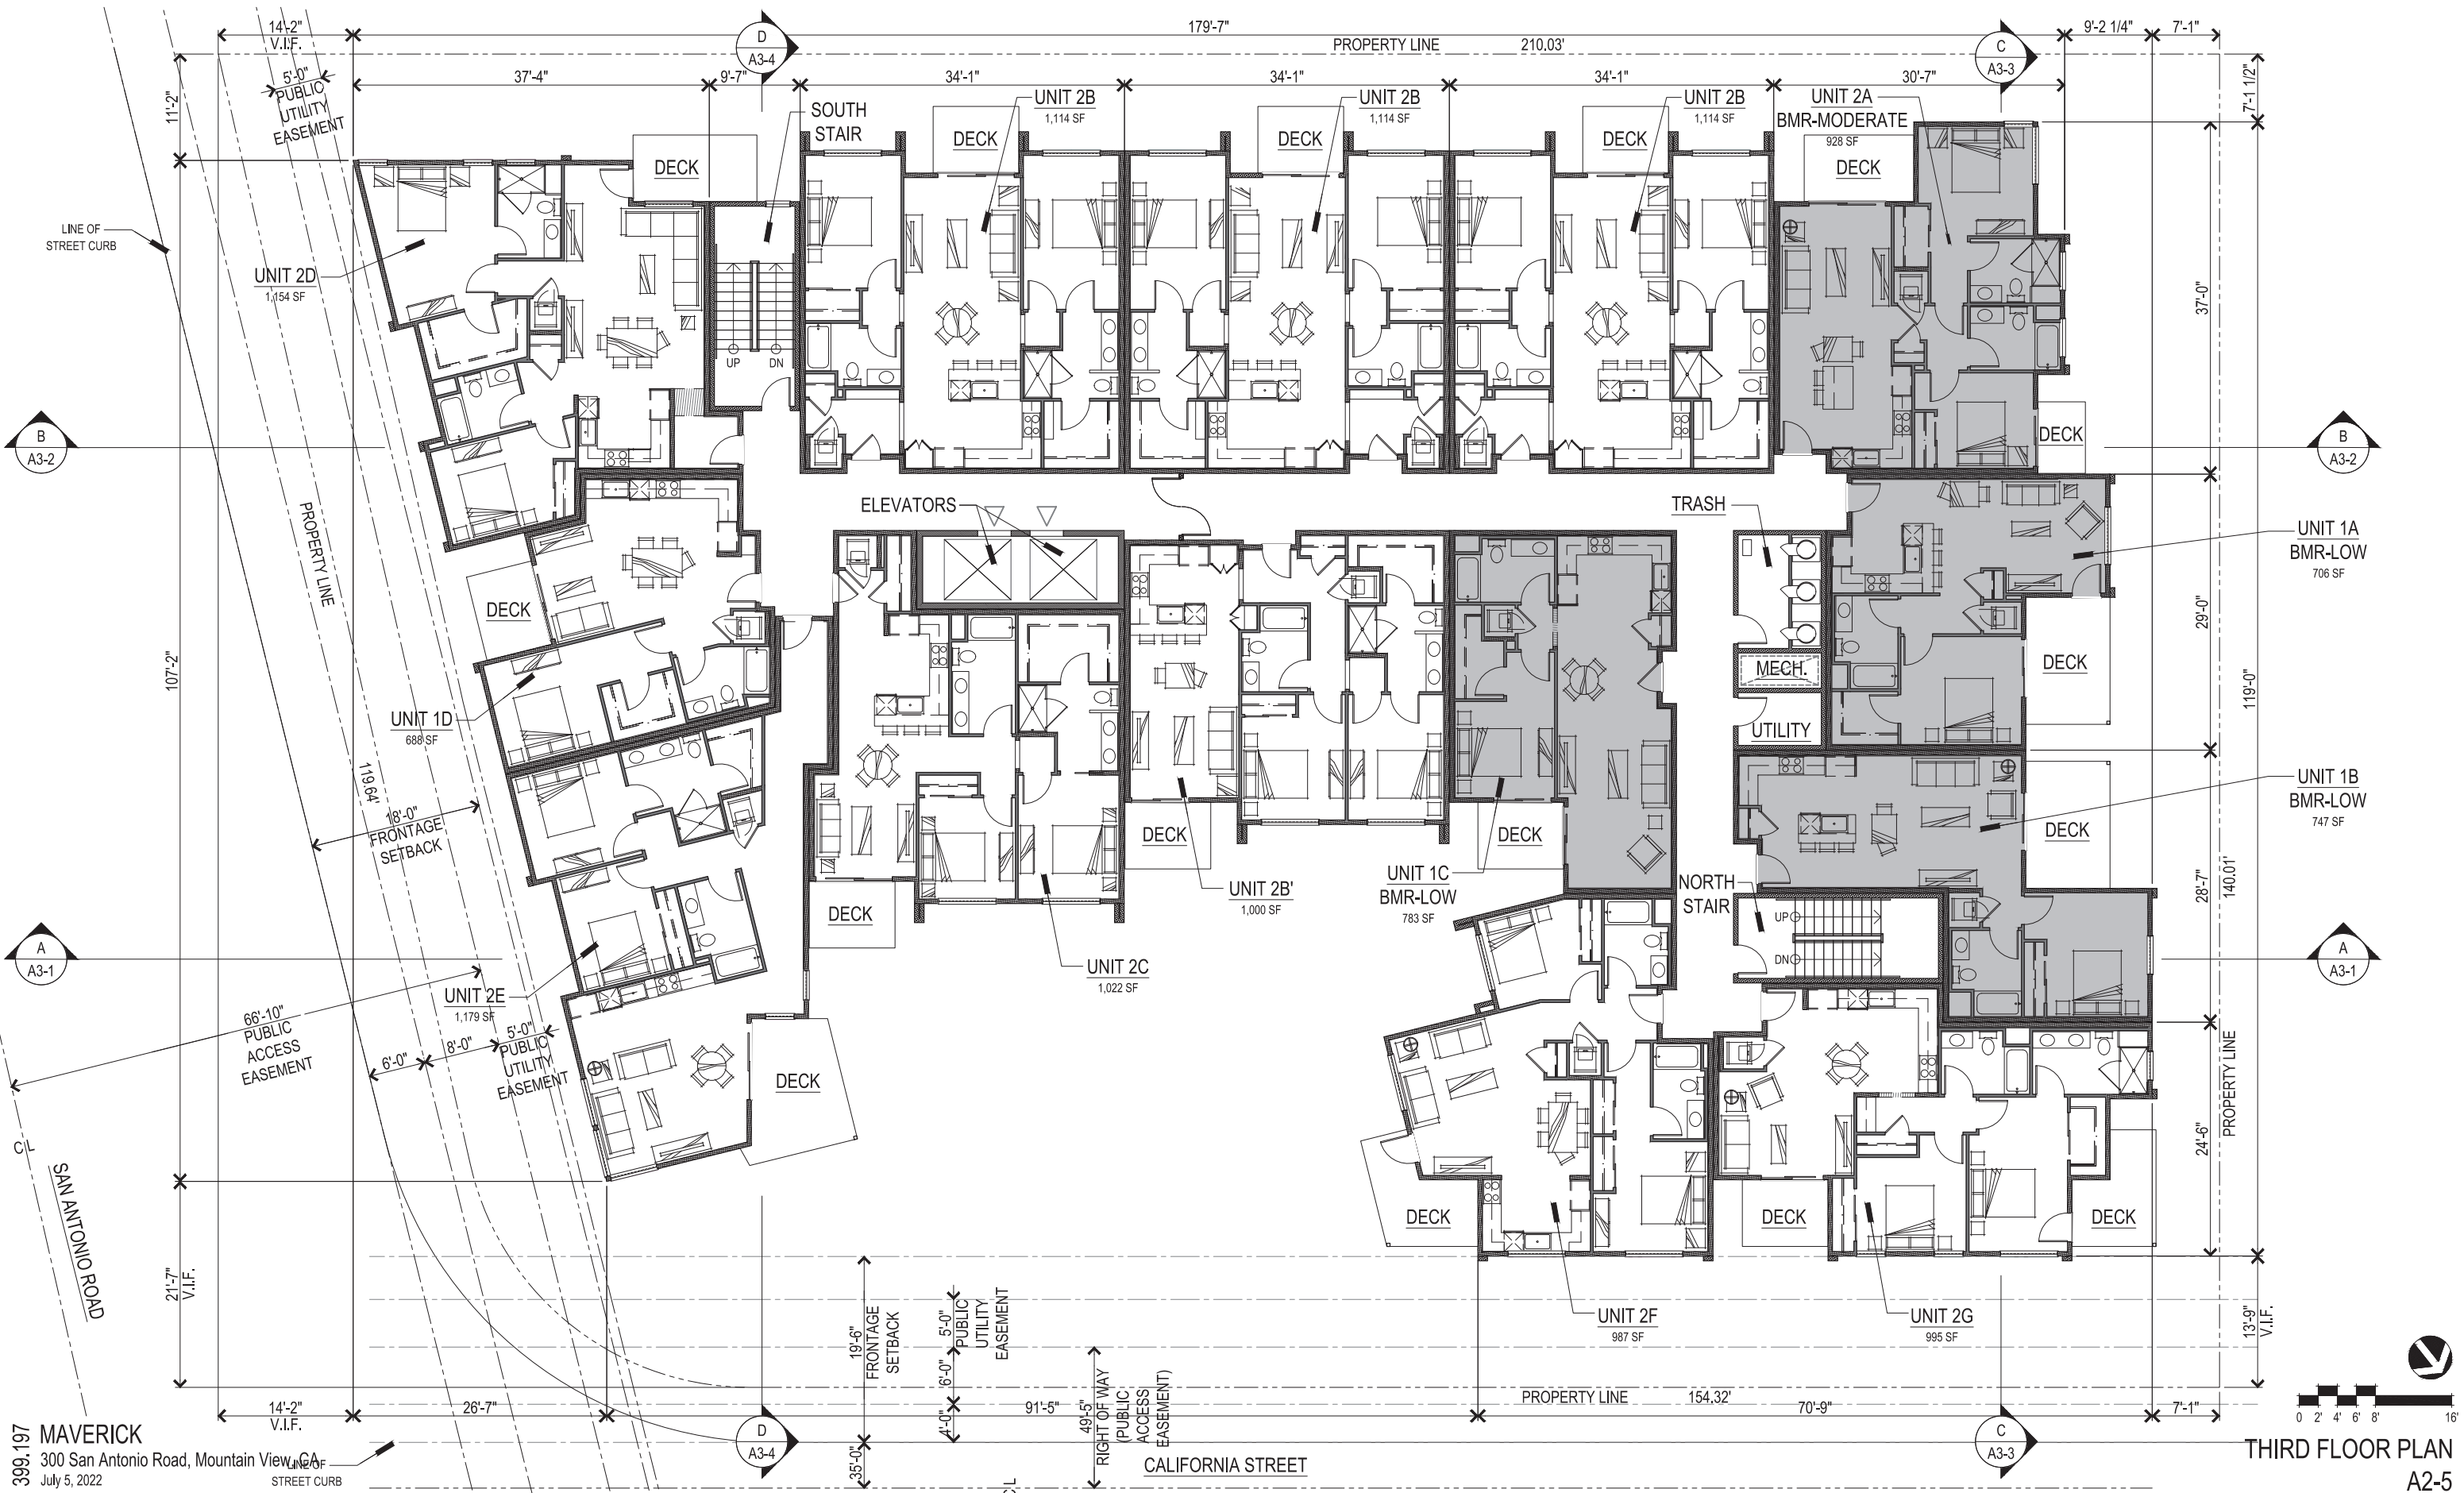 14'-2"
V.I.F.
179'-7"
9'-2 1/4"
7'-1"
D
A3-4
PROPERTY LINE 210.03'
C
A3-3
5'-0"
PUBLIC
UTILITY
EASEMENT
37'-4"
9'-7"
34'-1"
34'-1"
34'-1"
30'-7"
11'-2"
7'-1 1/2"
SOUTH
STAIR
UNIT 2B
1,114 SF
UNIT 2B
1,114 SF
UNIT 2B
1,114 SF
UNIT 2A
BMR-MODERATE
928 SF
DECK
DECK
DECK
DECK
DECK
LINE OF
STREET CURB
UNIT 2D
1,154 SF
37'-0"
UP
DN
B
A3-2
DECK
B
A3-2
PROPERTY LINE
ELEVATORS
TRASH
UNIT 1A
BMR-LOW
706 SF
DECK
29'-0"
107'-2"
MECH.
DECK
119'-0"
UNIT 1D
688 SF
UTILITY
119.64'
18'-0"
FRONTAGE
SETBACK
UNIT 1B
BMR-LOW
747 SF
DECK
DECK
DECK
UNIT 2B'
1,000 SF
UNIT 1C
BMR-LOW
783 SF
NORTH
STAIR
28'-7"
140.01'
DECK
UP
DN
A
A3-1
A
A3-1
UNIT 2C
1,022 SF
UNIT 2E
1,179 SF
66'-10"
PUBLIC
ACCESS
EASEMENT
6'-0"
8'-0"
5'-0"
PUBLIC
UTILITY
EASEMENT
DECK
PROPERTY LINE
24'-6"
CL
SAN ANTONIO ROAD
DECK
DECK
DECK
21'-7"
V.I.F.
19'-6"
FRONTAGE
SETBACK
5'-0"
PUBLIC
UTILITY
EASEMENT
6'-0"
4'-0"
35'-0"
49'-5"
RIGHT OF WAY
(PUBLIC
ACCESS
EASEMENT)
UNIT 2F
987 SF
UNIT 2G
995 SF
13'-9"
V.I.F.
PROPERTY LINE 154.32'
14'-2"
V.I.F.
26'-7"
91'-5"
70'-9"
7'-1"
0 2' 4' 6' 8' 16'
D
A3-4
C
A3-3
399.197
MAVERICK
300 San Antonio Road, Mountain View, CA
July 5, 2022
LINE OF
STREET CURB
CL
CALIFORNIA STREET
THIRD FLOOR PLAN
A2-5